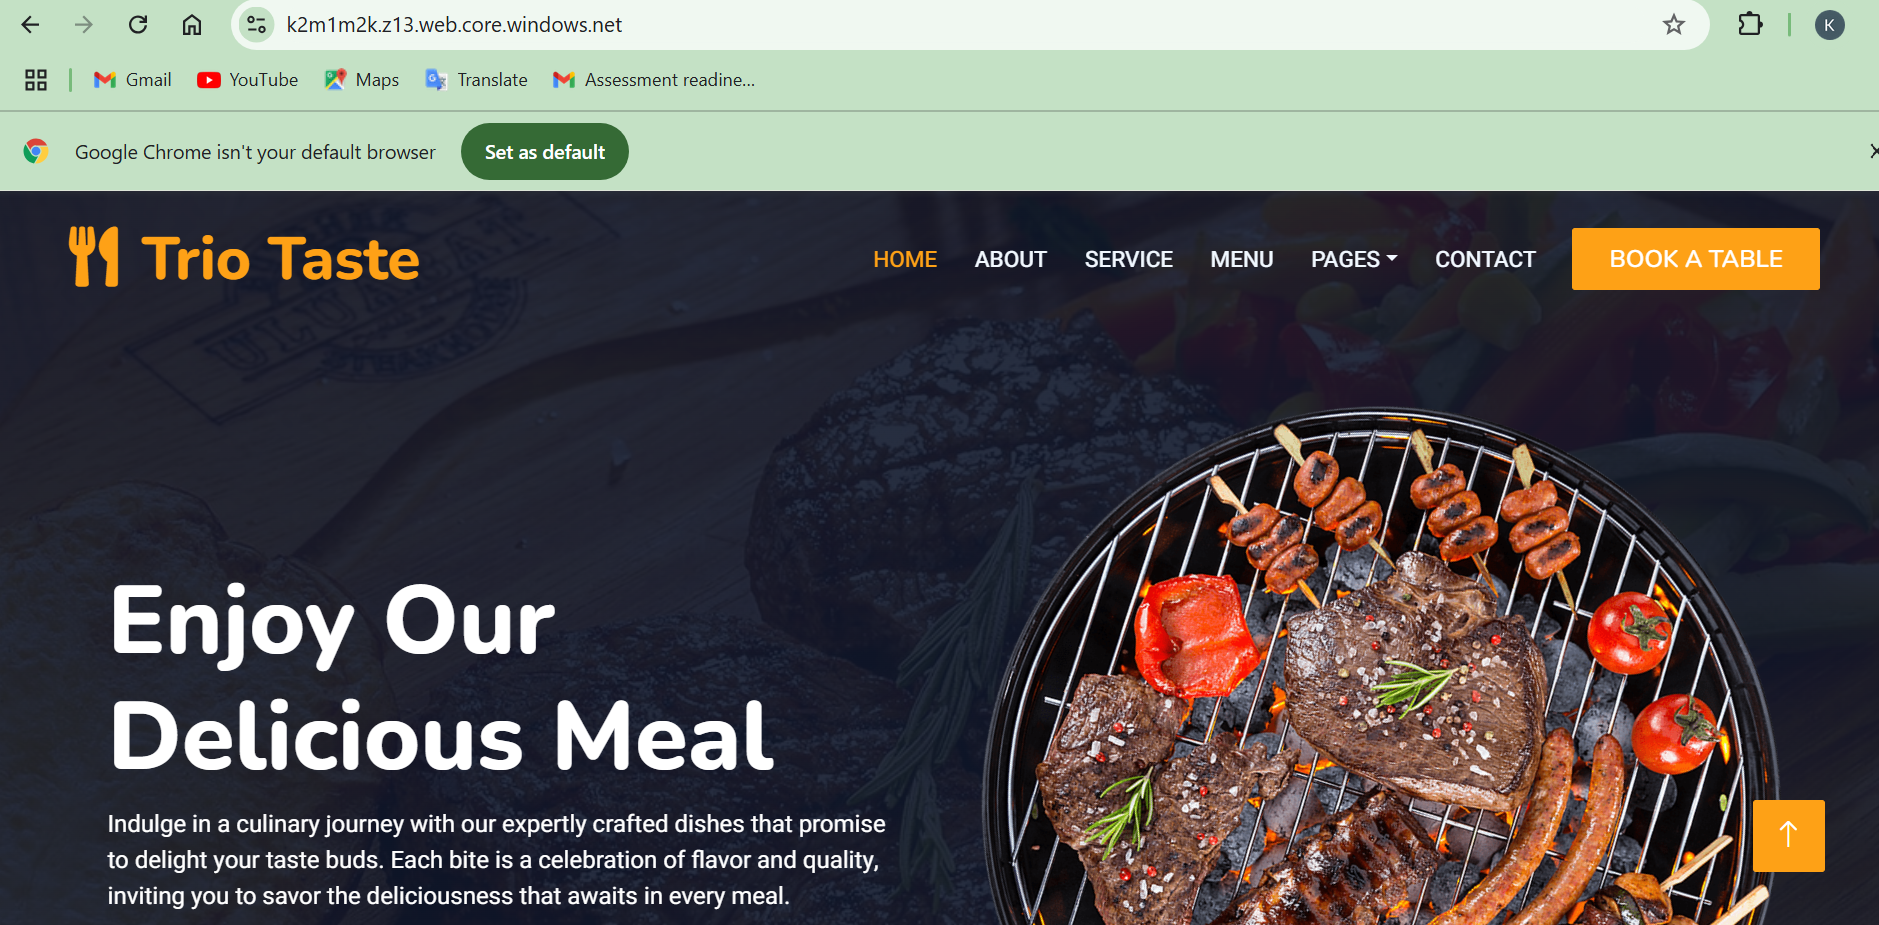 k2m1m2k.z13.web.core.windows.net
K
Gmail YouTube Maps Translate Assessment readine...
Google Chrome isn't your default browser Set as default
Trio Taste
HOME ABOUT SERVICE MENU PAGES CONTACT BOOK A TABLE
Enjoy Our
Delicious Meal
Indulge in a culinary journey with our expertly crafted dishes that promise
to delight your taste buds. Each bite is a celebration of flavor and quality,
inviting you to savor the deliciousness that awaits in every meal.